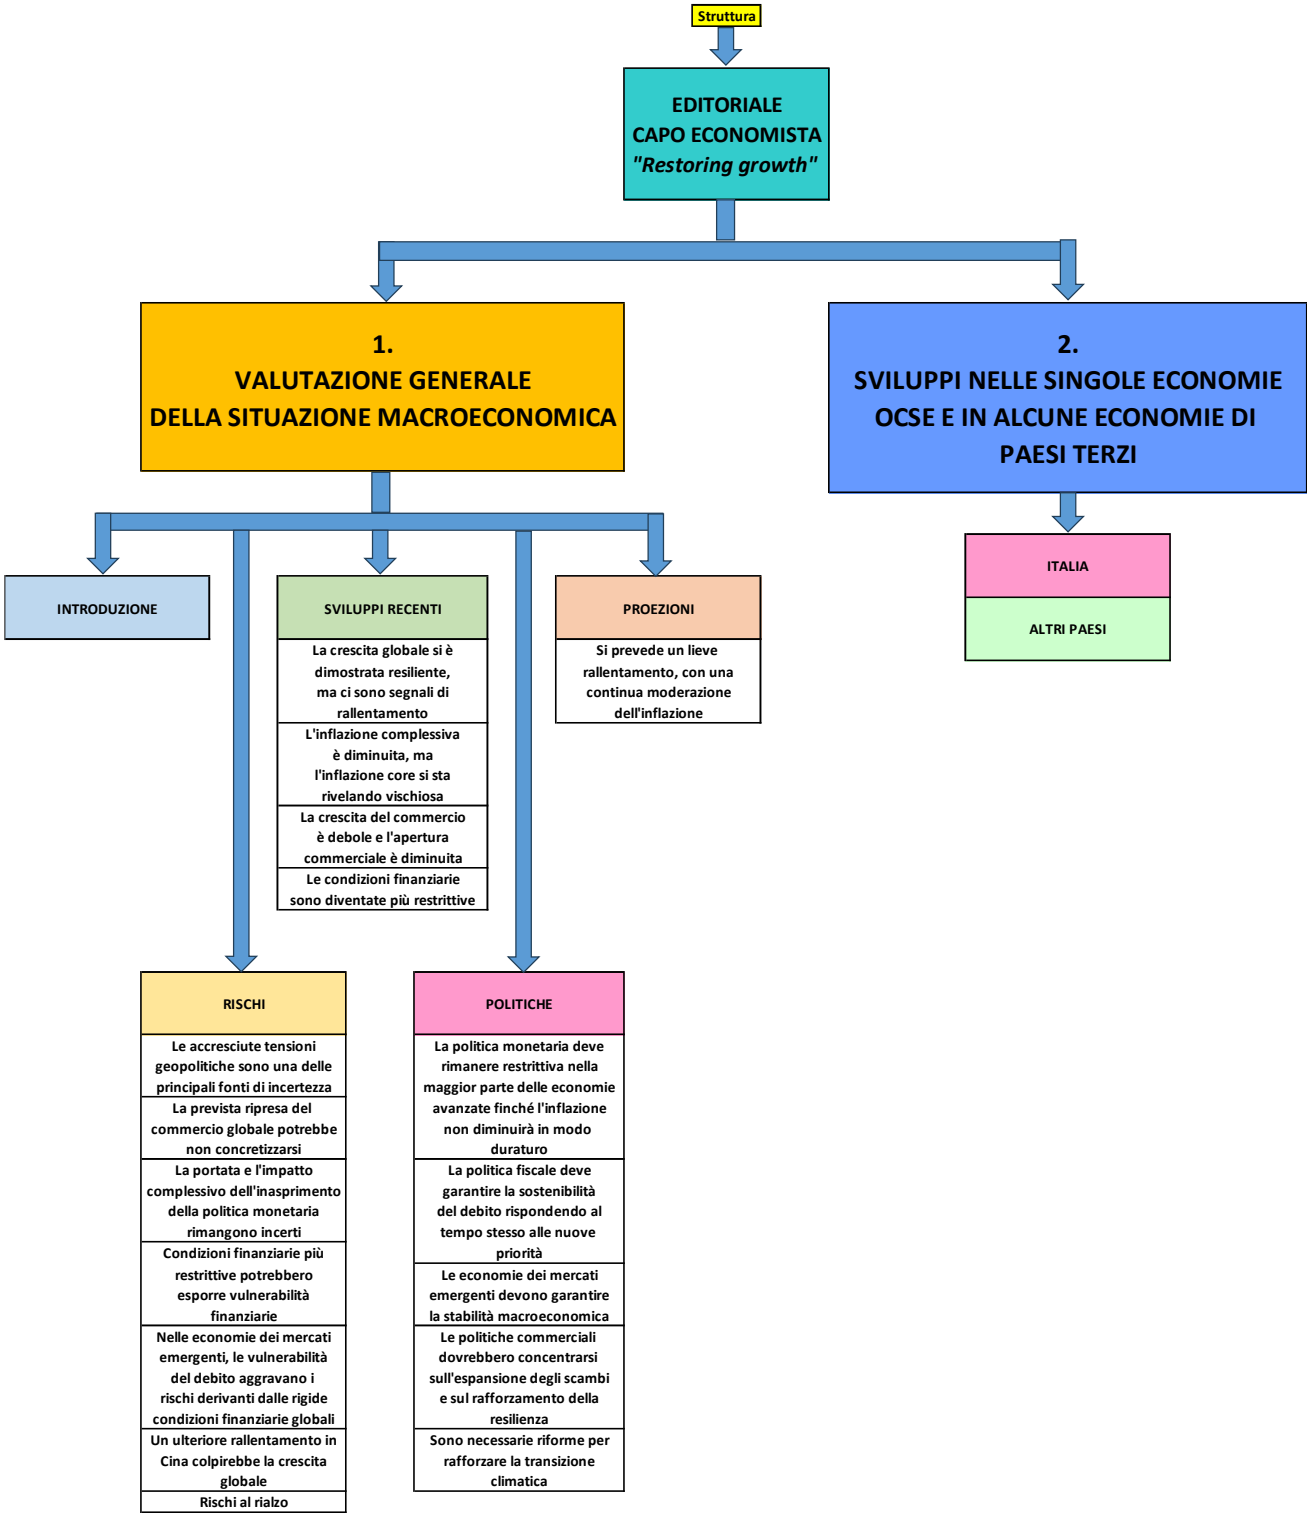 Struttura
EDITORIALE
CAPO ECONOMISTA
"Restoring growth"
1.
VALUTAZIONE GENERALE
DELLA SITUAZIONE MACROECONOMICA
2.
SVILUPPI NELLE SINGOLE ECONOMIE
OCSE E IN ALCUNE ECONOMIE DI
PAESI TERZI
INTRODUZIONE
SVILUPPI RECENTI
La crescita globale si è
dimostrata resiliente,
ma ci sono segnali di
rallentamento
L'inflazione complessiva
è diminuita, ma
l'inflazione core si sta
rivelando vischiosa
La crescita del commercio
è debole e l'apertura
commerciale è diminuita
Le condizioni finanziarie
sono diventate più restrittive
PROEZIONI
Si prevede un lieve
rallentamento, con una
continua moderazione
dell'inflazione
ITALIA
ALTRI PAESI
RISCHI
Le accresciute tensioni
geopolitiche sono una delle
principali fonti di incertezza
La prevista ripresa del
commercio globale potrebbe
non concretizzarsi
La portata e l'impatto
complessivo dell'inasprimento
della politica monetaria
rimangono incerti
Condizioni finanziarie più
restrittive potrebbero
esporre vulnerabilità
finanziarie
Nelle economie dei mercati
emergenti, le vulnerabilità
del debito aggravano i
rischi derivanti dalle rigide
condizioni finanziarie globali
Un ulteriore rallentamento in
Cina colpirebbe la crescita
globale
Rischi al rialzo
POLITICHE
La politica monetaria deve
rimanere restrittiva nella
maggior parte delle economie
avanzate finché l'inflazione
non diminuirà in modo
duraturo
La politica fiscale deve
garantire la sostenibilità
del debito rispondendo al
tempo stesso alle nuove
priorità
Le economie dei mercati
emergenti devono garantire
la stabilità macroeconomica
Le politiche commerciali
dovrebbero concentrarsi
sull'espansione degli scambi
e sul rafforzamento della
resilienza
Sono necessarie riforme per
rafforzare la transizione
climatica